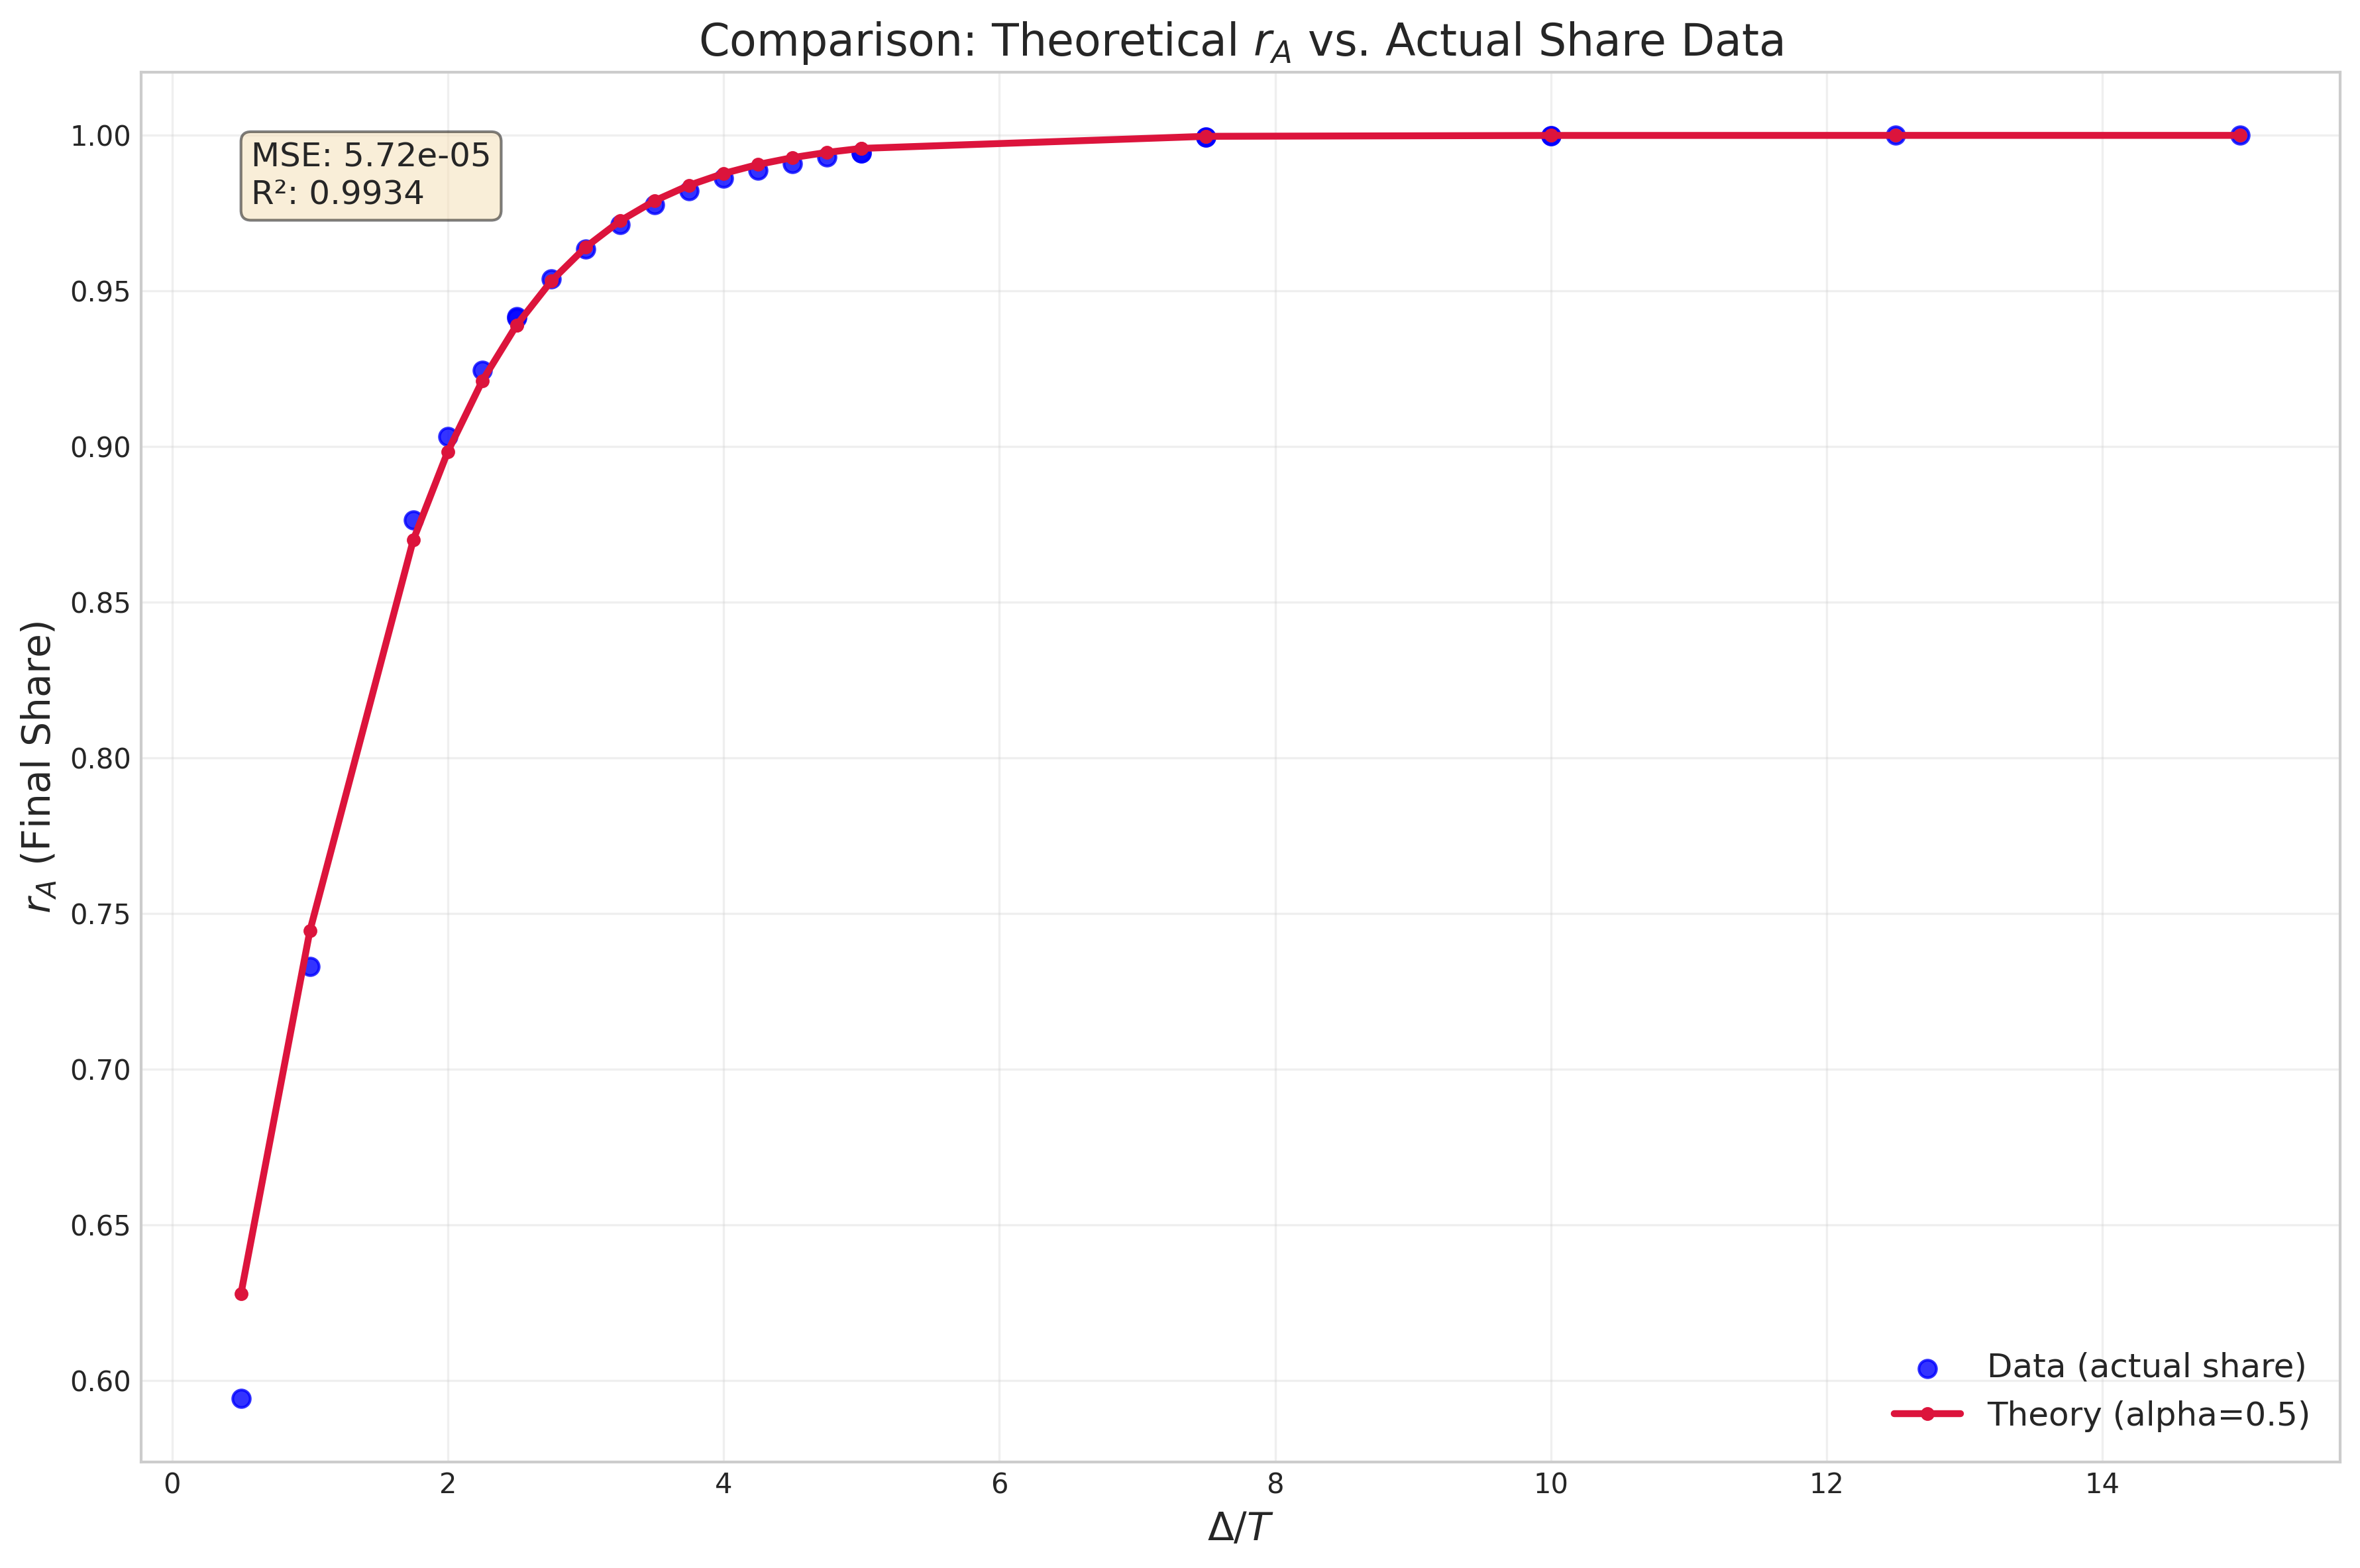 Comparison: Theoretical r_A vs. Actual Share Data
MSE: 5.72e-05
R²: 0.9934
1.00
0.95
0.90
0.85
0.80
0.75
0.70
0.65
0.60
r_A (Final Share)
Data (actual share)
Theory (alpha=0.5)
0 2 4 6 8 10 12 14
Δ/T